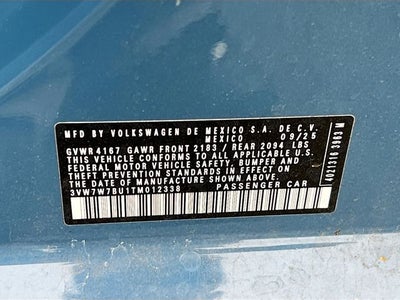 MFD BY VOLKSWAGEN DE MEXICO S.A. DE C.V.
MEXICO 09/25
GVWR 4167 GAWR FRONT 2183 / REAR 2094 LBS
THIS VEHICLE CONFORMS TO ALL APPLICABLE U.S.
FEDERAL MOTOR VEHICLE SAFETY, BUMPER AND
THEFT PREVENTION STANDARDS IN EFFECT ON THE
DATE OF MANUFACTURE SHOWN ABOVE.
3VW7W7BU1TM012338 PASSENGER CAR
4021316 3963 M